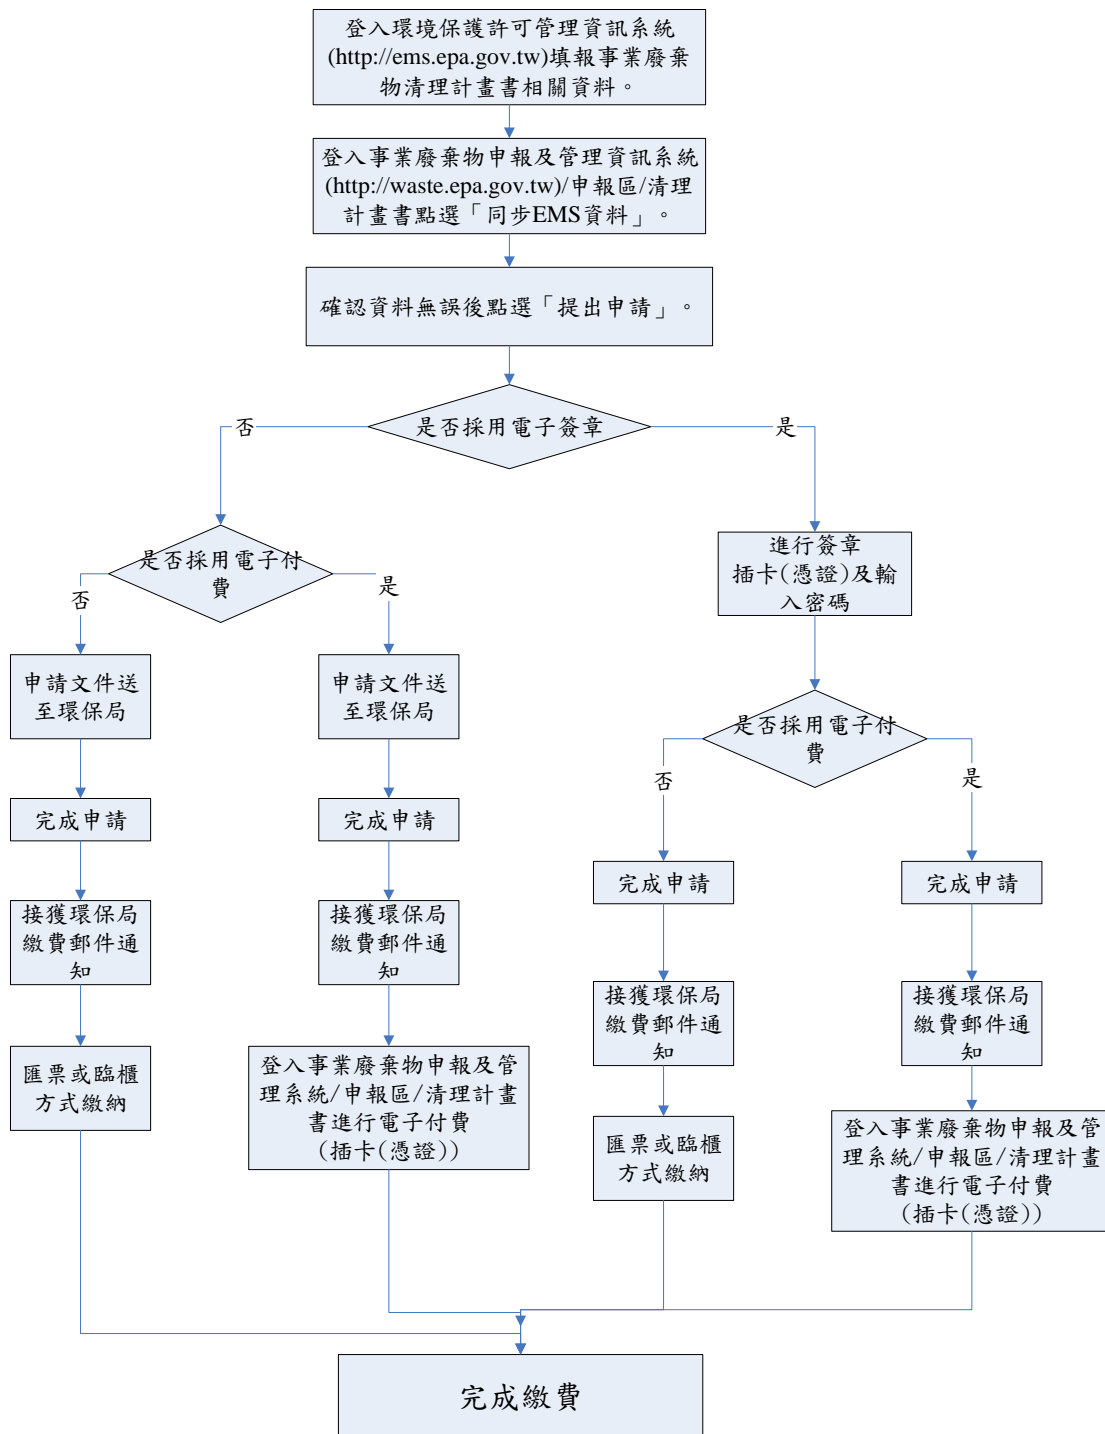 登入環境保護許可管理資訊系統
(http://ems.epa.gov.tw)填報事業廢棄
物清理計畫書相關資料。
登入事業廢棄物申報及管理資訊系統
(http://waste.epa.gov.tw)/申報區/清理
計畫書點選「同步EMS資料」。
確認資料無誤後點選「提出申請」。
是否採用電子簽章
否
是
是否採用電子付
費
否
是
申請文件送
至環保局
完成申請
接獲環保局
繳費郵件通
知
匯票或臨櫃
方式繳納
申請文件送
至環保局
完成申請
接獲環保局
繳費郵件通
知
登入事業廢棄物申報及管
理系統/申報區/清理計畫
書進行電子付費
(插卡(憑證))
進行簽章
插卡(憑證)及輸
入密碼
是否採用電子付
費
否
是
完成申請
接獲環保局
繳費郵件通
知
匯票或臨櫃
方式繳納
完成申請
接獲環保局
繳費郵件通
知
登入事業廢棄物申報及管
理系統/申報區/清理計畫
書進行電子付費
(插卡(憑證))
完成繳費